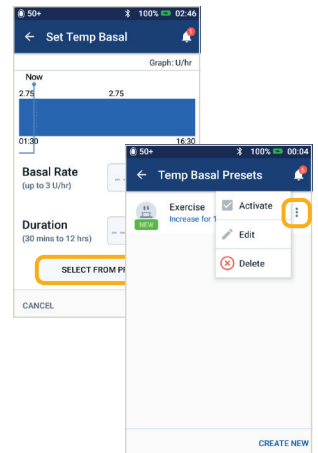 50+ 100% 02:46
Set Temp Basal
Graph: U/hr
Now
2.75 2.75
01:30 16:30
Basal Rate
(up to 3 U/hr)
Duration
(30 mins to 12 hrs)
SELECT FROM PR
CANCEL
50+ 100% 00:04
Temp Basal Presets
Exercise
Increase for 1
NEW
Activate
Edit
Delete
CREATE NEW